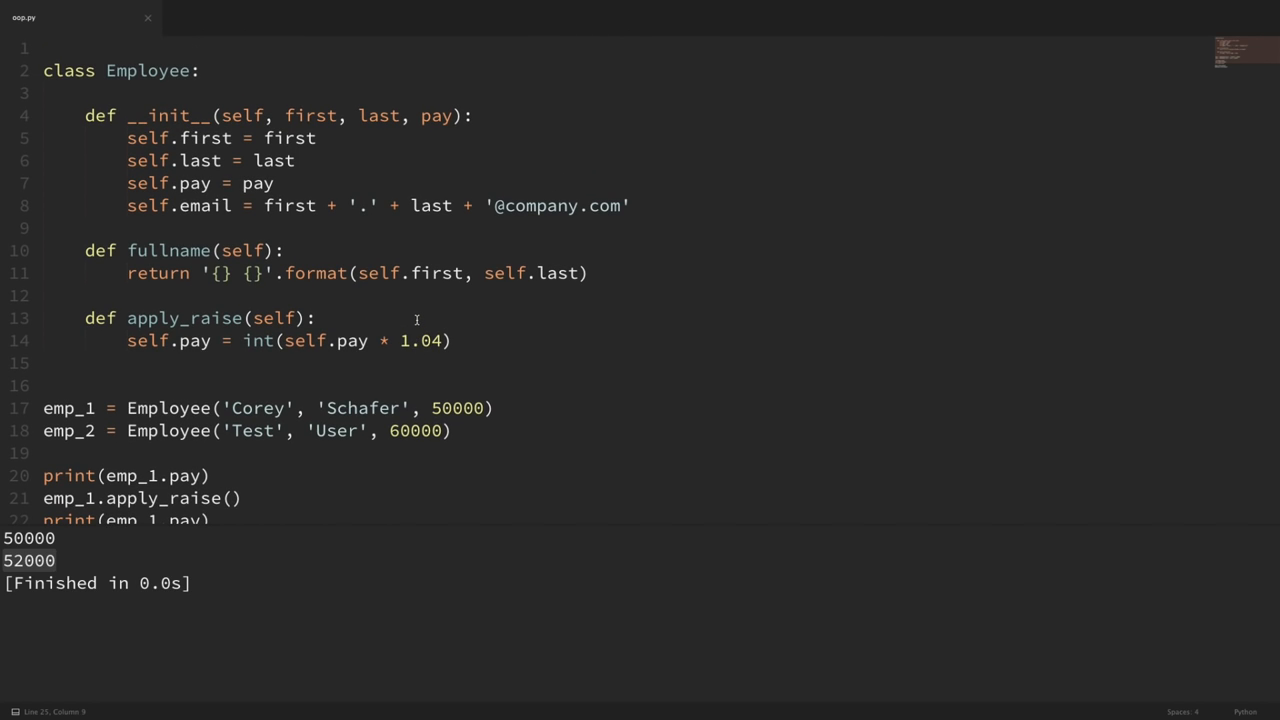 oop.py ×
1
2 class Employee:
3
4     def __init__(self, first, last, pay):
5         self.first = first
6         self.last = last
7         self.pay = pay
8         self.email = first + '.' + last + '@company.com'
9
10     def fullname(self):
11         return '{} {}'.format(self.first, self.last)
12
13     def apply_raise(self):
14         self.pay = int(self.pay * 1.04)
15
16
17 emp_1 = Employee('Corey', 'Schafer', 50000)
18 emp_2 = Employee('Test', 'User', 60000)
19
20 print(emp_1.pay)
21 emp_1.apply_raise()
22 print(emp_1.pay)
50000
52000
[Finished in 0.0s]
Line 25, Column 9 Spaces: 4 Python